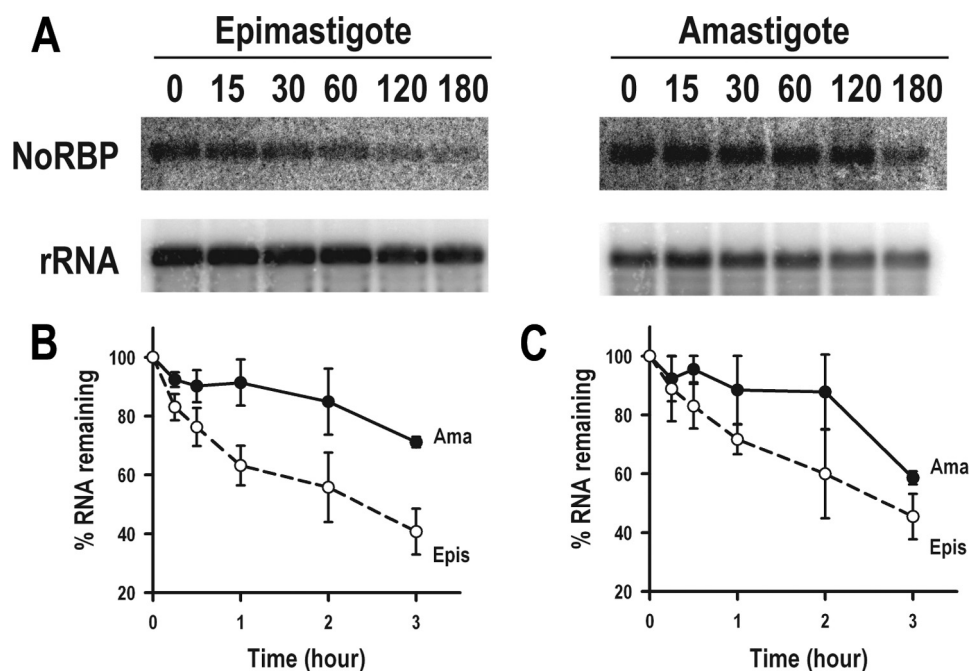 A
Epimastigote
Amastigote
0 15 30 60 120 180
0 15 30 60 120 180
NoRBP
rRNA
B
% RNA remaining
100
80
60
40
20
0 1 2 3
Time (hour)
Ama
Epis
C
% RNA remaining
100
80
60
40
20
0 1 2 3
Time (hour)
Ama
Epis